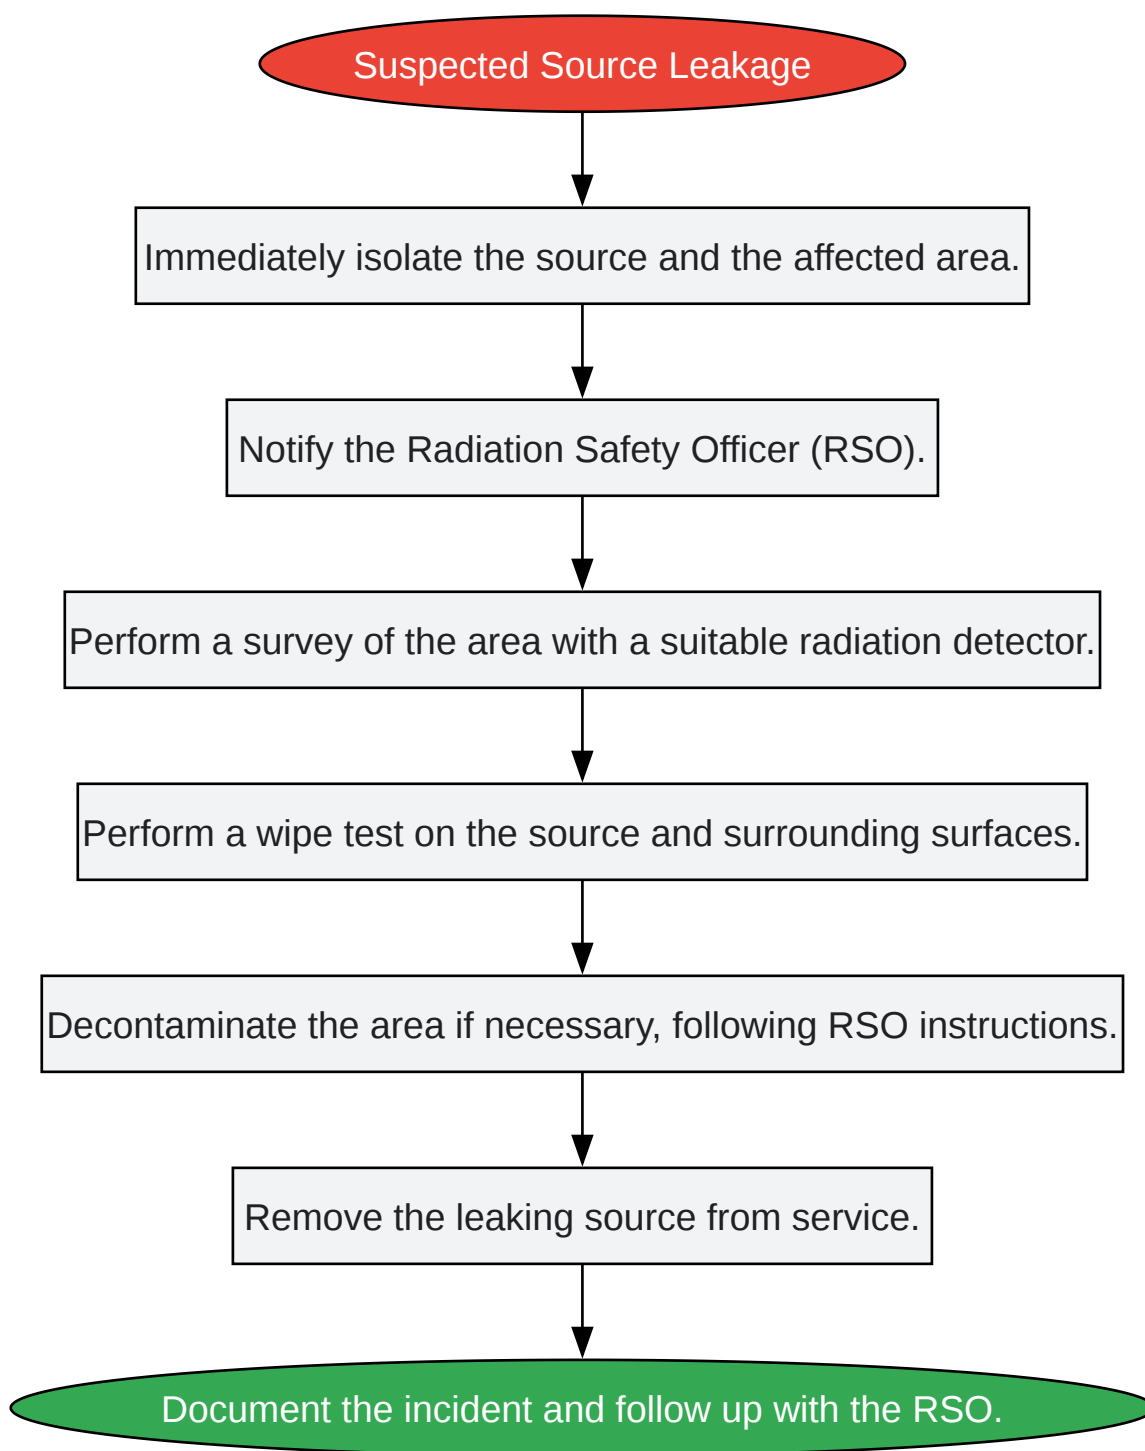 Suspected Source Leakage
Immediately isolate the source and the affected area.
Notify the Radiation Safety Officer (RSO).
Perform a survey of the area with a suitable radiation detector.
Perform a wipe test on the source and surrounding surfaces.
Decontaminate the area if necessary, following RSO instructions.
Remove the leaking source from service.
Document the incident and follow up with the RSO.